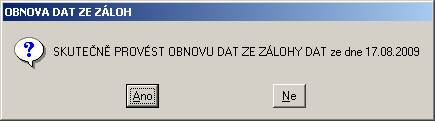 OBNOVA DAT ZE ZÁLOH
SKUTEČNĚ PROVÉST OBNOVU DAT ZE ZÁLOHY DAT ze dne 17.08.2009
Ano
Ne